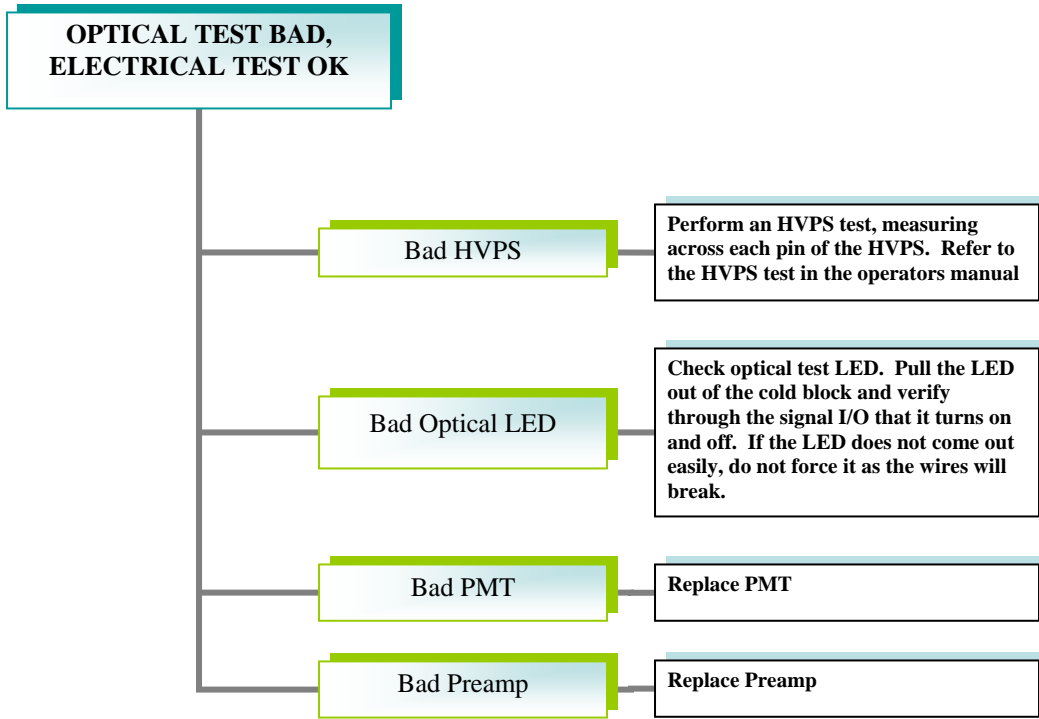 OPTICAL TEST BAD,
ELECTRICAL TEST OK
Bad HVPS
Perform an HVPS test, measuring
across each pin of the HVPS.  Refer to
the HVPS test in the operators manual
Bad Optical LED
Check optical test LED.  Pull the LED
out of the cold block and verify
through the signal I/O that it turns on
and off.  If the LED does not come out
easily, do not force it as the wires will
break.
Bad PMT
Replace PMT
Bad Preamp
Replace Preamp